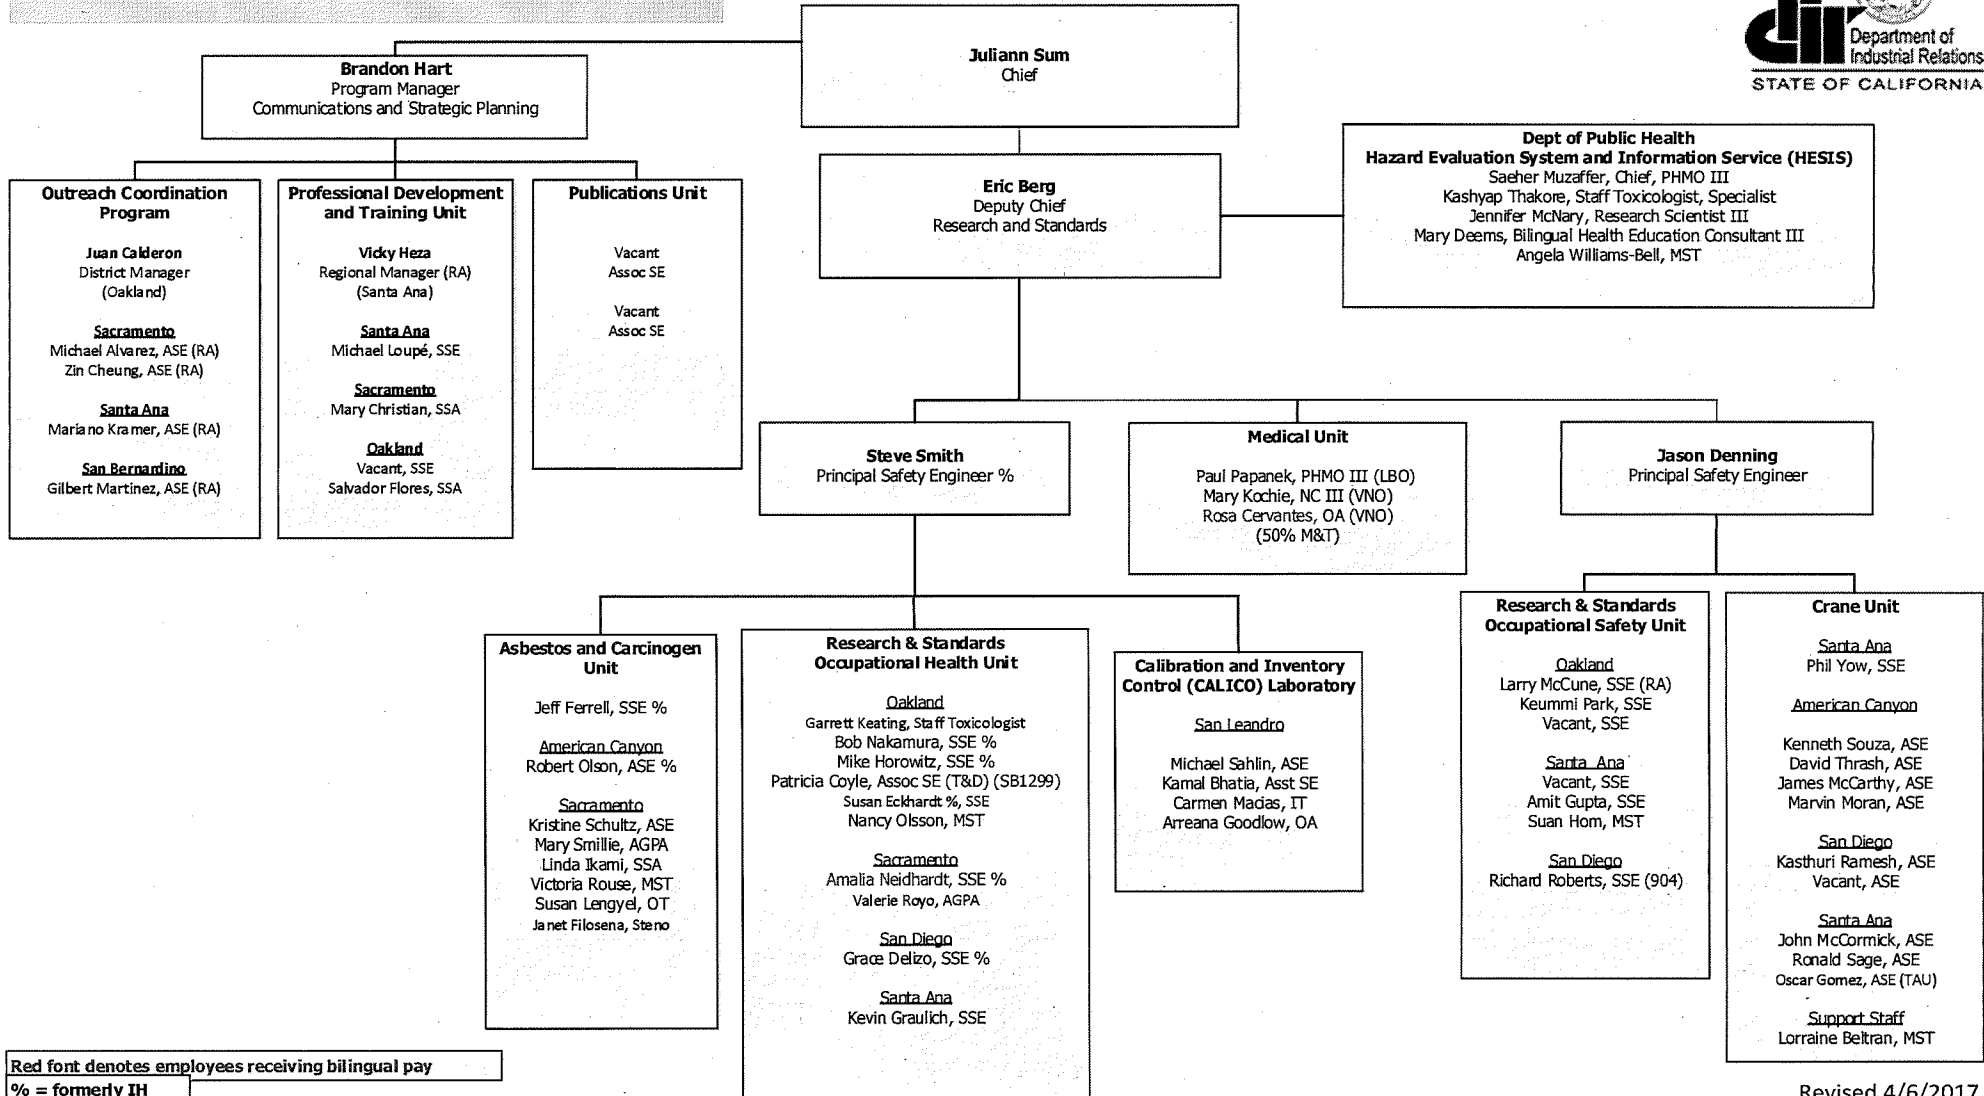 Juliann Sum
Chief
Department of
Industrial Relations
STATE OF CALIFORNIA
Brandon Hart
Program Manager
Communications and Strategic Planning
Eric Berg
Deputy Chief
Research and Standards
Dept of Public Health
Hazard Evaluation System and Information Service (HESIS)
Saeher Muzaffer, Chief, PHMO III
Kashyap Thakore, Staff Toxicologist, Specialist
Jennifer McNary, Research Scientist III
Mary Deems, Bilingual Health Education Consultant III
Angela Williams-Bell, MST
Outreach Coordination
Program
Juan Calderon
District Manager
(Oakland)
Sacramento
Michael Alvarez, ASE (RA)
Zin Cheung, ASE (RA)
Santa Ana
Mariano Kramer, ASE (RA)
San Bernardino
Gilbert Martinez, ASE (RA)
Professional Development
and Training Unit
Vicky Heza
Regional Manager (RA)
(Santa Ana)
Santa Ana
Michael Loupé, SSE
Sacramento
Mary Christian, SSA
Oakland
Vacant, SSE
Salvador Flores, SSA
Publications Unit
Vacant
Assoc SE
Vacant
Assoc SE
Steve Smith
Principal Safety Engineer %
Medical Unit
Paul Papanek, PHMO III (LBO)
Mary Kochie, NC III (VNO)
Rosa Cervantes, OA (VNO)
(50% M&T)
Jason Denning
Principal Safety Engineer
Asbestos and Carcinogen
Unit
Jeff Ferrell, SSE %
American Canyon
Robert Olson, ASE %
Sacramento
Kristine Schultz, ASE
Mary Smillie, AGPA
Linda Ikami, SSA
Victoria Rouse, MST
Susan Lengyel, OT
Janet Filosena, Steno
Research & Standards
Occupational Health Unit
Oakland
Garrett Keating, Staff Toxicologist
Bob Nakamura, SSE %
Mike Horowitz, SSE %
Patricia Coyle, Assoc SE (T&D) (SB1299)
Susan Eckhardt %, SSE
Nancy Olsson, MST
Sacramento
Amalia Neidhardt, SSE %
Valerie Royo, AGPA
San Diego
Grace Delizo, SSE %
Santa Ana
Kevin Graulich, SSE
Calibration and Inventory
Control (CALICO) Laboratory
San Leandro
Michael Sahlin, ASE
Kamal Bhatia, Asst SE
Carmen Macias, IT
Arreana Goodlow, OA
Research & Standards
Occupational Safety Unit
Oakland
Larry McCune, SSE (RA)
Keummi Park, SSE
Vacant, SSE
Santa Ana
Vacant, SSE
Amit Gupta, SSE
Suan Hom, MST
San Diego
Richard Roberts, SSE (904)
Crane Unit
Santa Ana
Phil Yow, SSE
American Canyon
Kenneth Souza, ASE
David Thrash, ASE
James McCarthy, ASE
Marvin Moran, ASE
San Diego
Kasthuri Ramesh, ASE
Vacant, ASE
Santa Ana
John McCormick, ASE
Ronald Sage, ASE
Oscar Gomez, ASE (TAU)
Support Staff
Lorraine Beltran, MST
Red font denotes employees receiving bilingual pay
% = formerly IH
Revised 4/6/2017